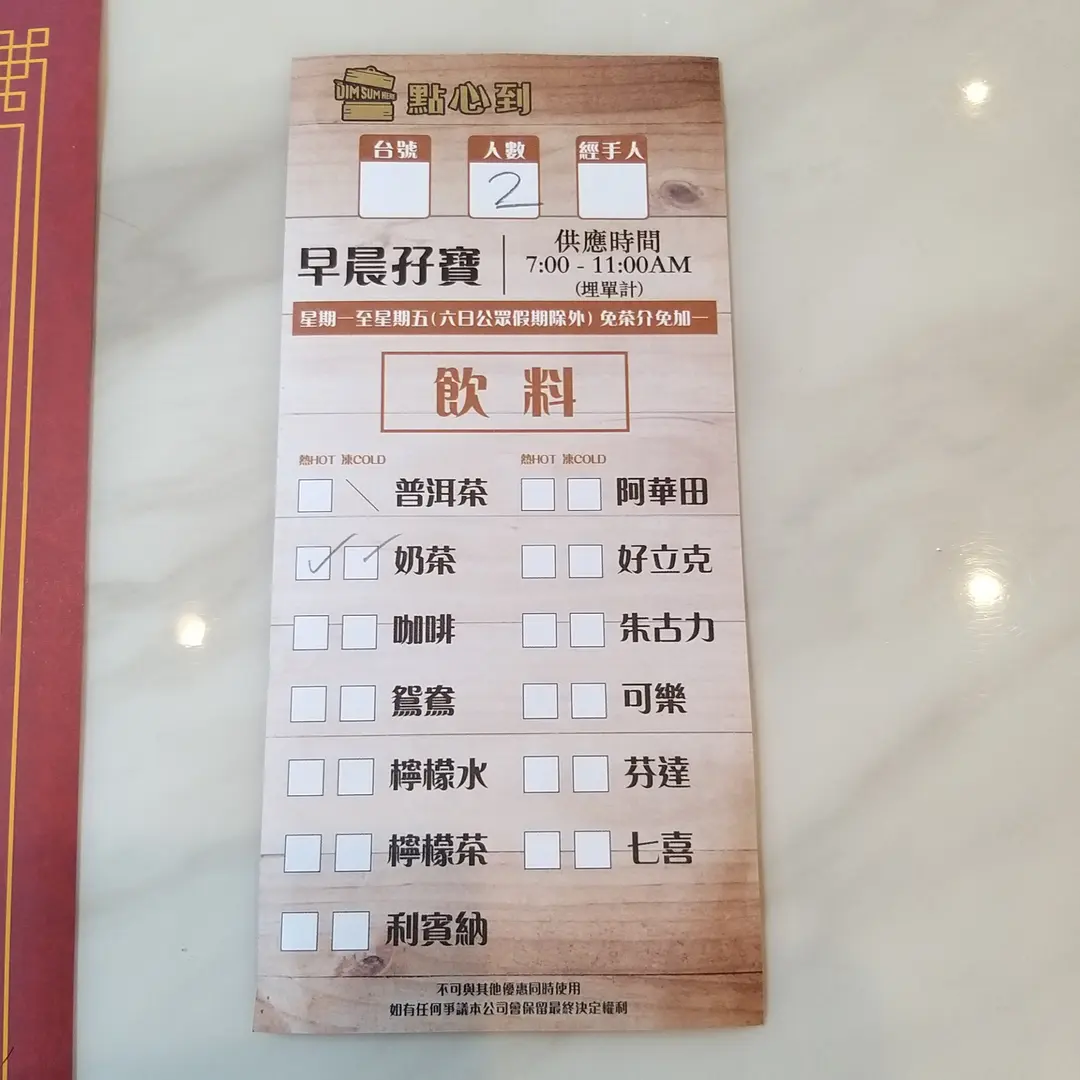 DIM SUM HERE 點心到
台號 人數 經手人
2
早晨孖寶
供應時間
7:00 - 11:00AM
(埋單計)
星期一至星期五(六日公眾假期除外) 免茶介免加一
飲 料
熱HOT 凍COLD 熱HOT 凍COLD
普洱茶 阿華田
奶茶 好立克
咖啡 朱古力
鴛鴦 可樂
檸檬水 芬達
檸檬茶 七喜
利賓納
不可與其他優惠同時使用
如有任何爭議本公司會保留最終決定權利